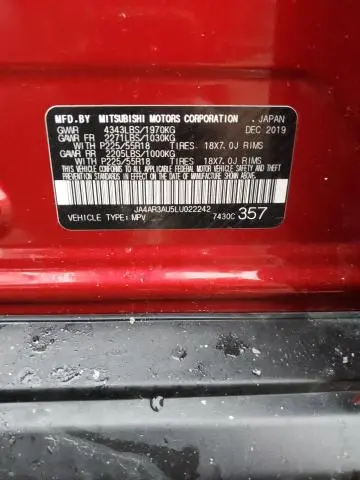 MFD.BY MITSUBISHI MOTORS CORPORATION , JAPAN
GVWR 4343LBS/1970KG DEC 2019
GAWR FR 2271LBS/1030KG
WITH P225/55R18 TIRES, 18X7.0J RIMS
GAWR RR 2205LBS/1000KG
WITH P225/55R18 TIRES, 18X7.0J RIMS
THIS VEHICLE CONFORMS TO ALL APPLICABLE FEDERAL MOTOR VEHICLE SAFETY AND THEFT PREVENTION STANDARDS IN EFFECT ON THE DATE OF MANUFACTURE SHOWN ABOVE.
JA4AR3AU5LU022242
VEHICLE TYPE: MPV 7430C 357